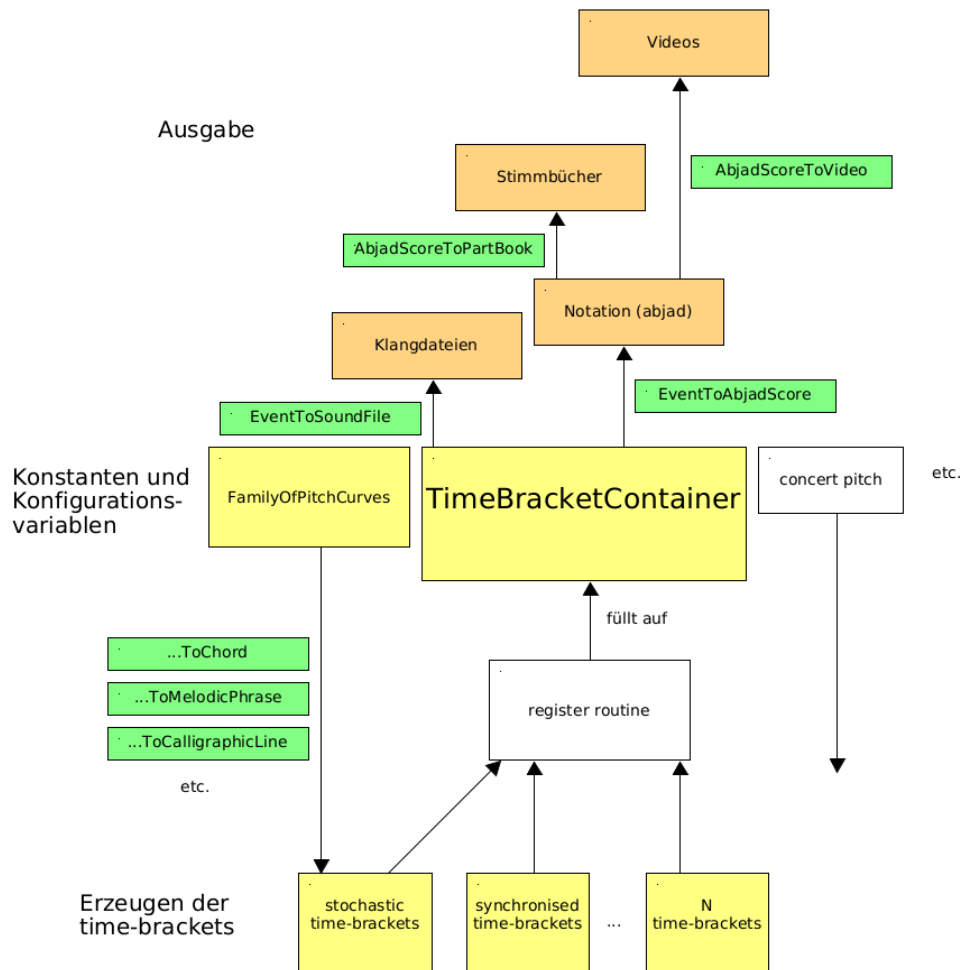 Videos
Ausgabe
Stimmbücher
AbjadScoreToVideo
AbjadScoreToPartBook
Notation (abjad)
Klangdateien
EventToAbjadScore
EventToSoundFile
Konstanten und
Konfigurations-
variablen
FamilyOfPitchCurves
TimeBracketContainer
concert pitch
etc.
füllt auf
...ToChord
...ToMelodicPhrase
...ToCalligraphicLine
etc.
register routine
Erzeugen der
time-brackets
stochastic
time-brackets
synchronised
time-brackets
...
N
time-brackets